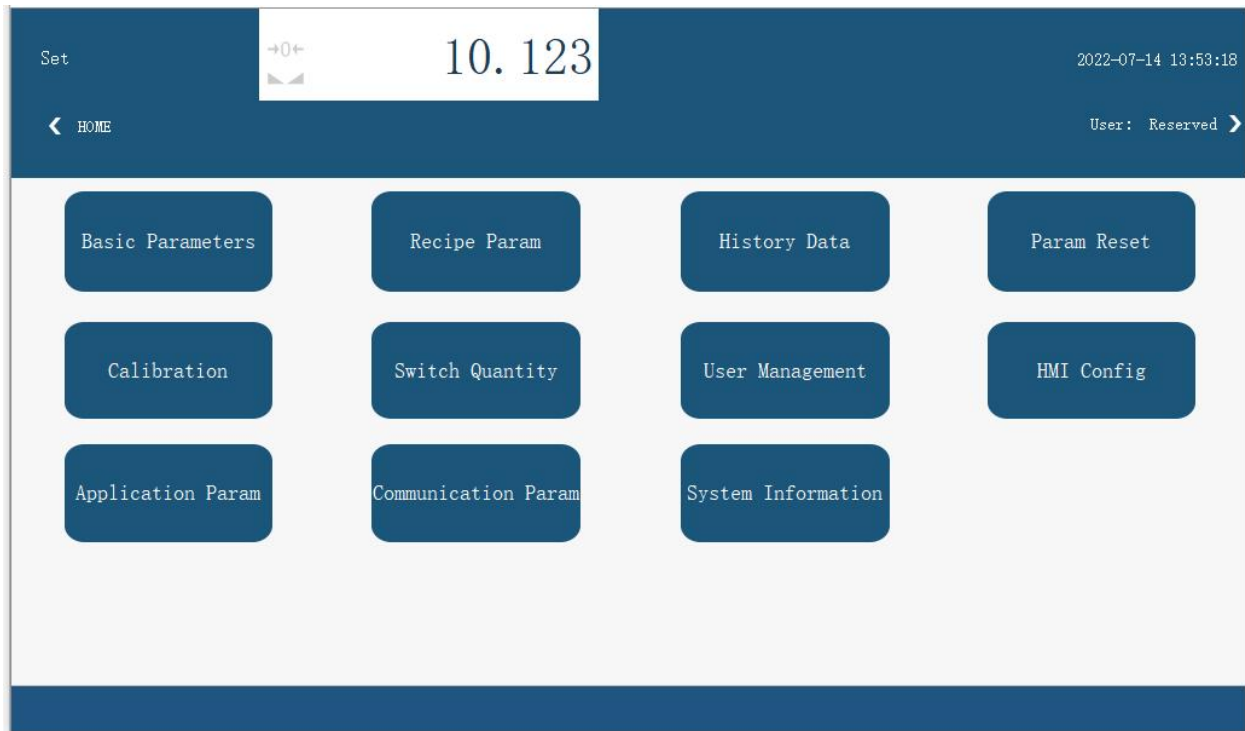 Set
→0← 10.123
2022-07-14 13:53:18
HOME
User: Reserved
Basic Parameters Recipe Param History Data Param Reset
Calibration Switch Quantity User Management HMI Config
Application Param Communication Param System Information